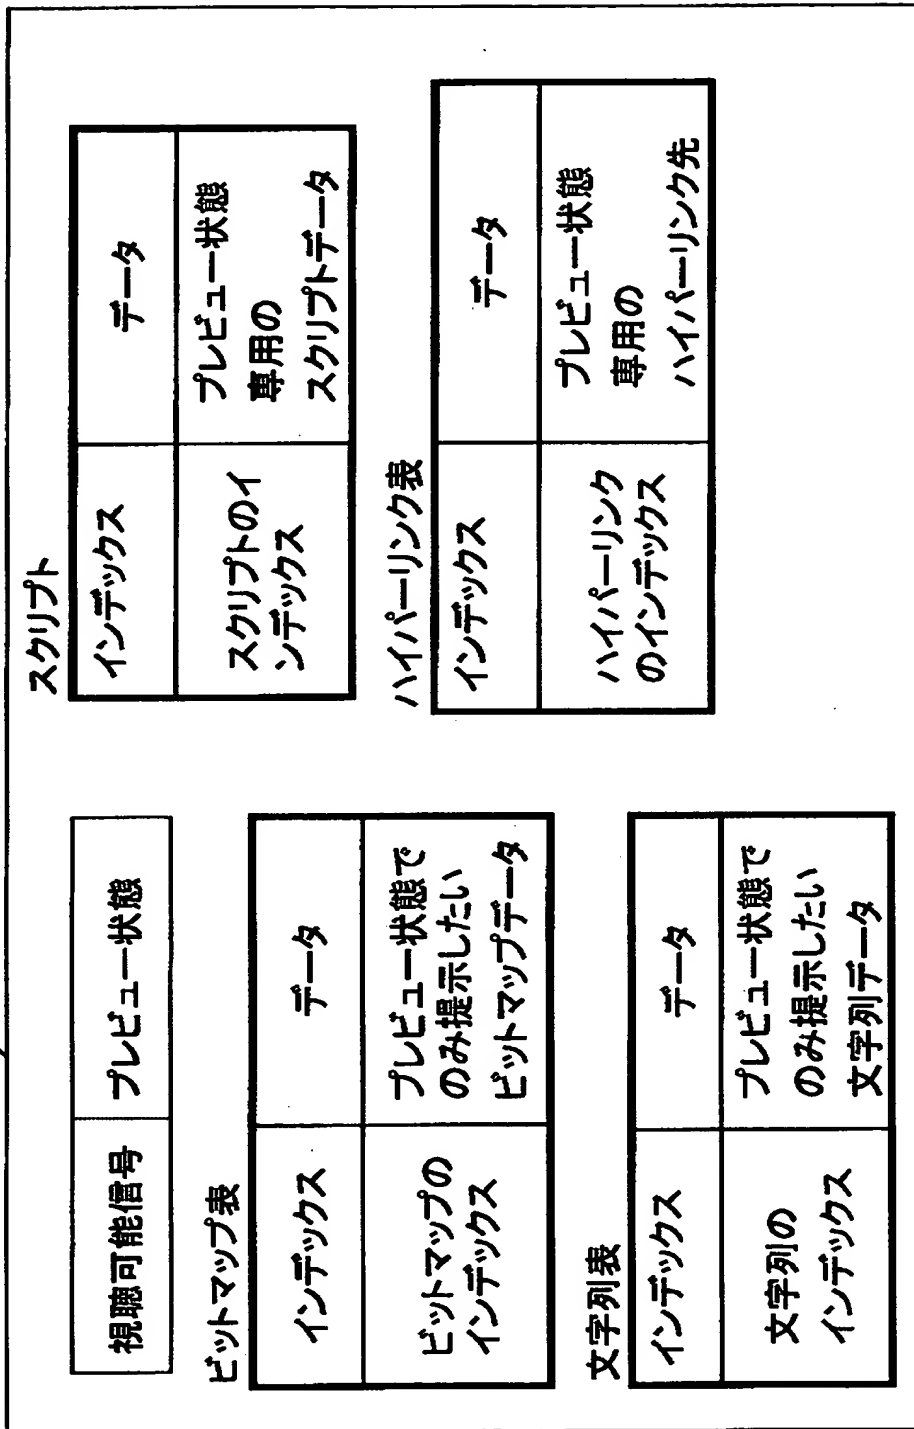 視聴可能信号
プレビュー状態
ビットマップ表
インデックス
データ
ビットマップの
インデックス
プレビュー状態で
のみ提示したい
ビットマップデータ
文字列表
インデックス
データ
文字列の
インデックス
プレビュー状態で
のみ提示したい
文字列データ
スクリプト
インデックス
データ
スクリプトのイ
ンデックス
プレビュー状態
専用の
スクリプトデータ
ハイパーリンク表
インデックス
データ
ハイパーリンク
のインデックス
プレビュー状態
専用の
ハイパーリンク先